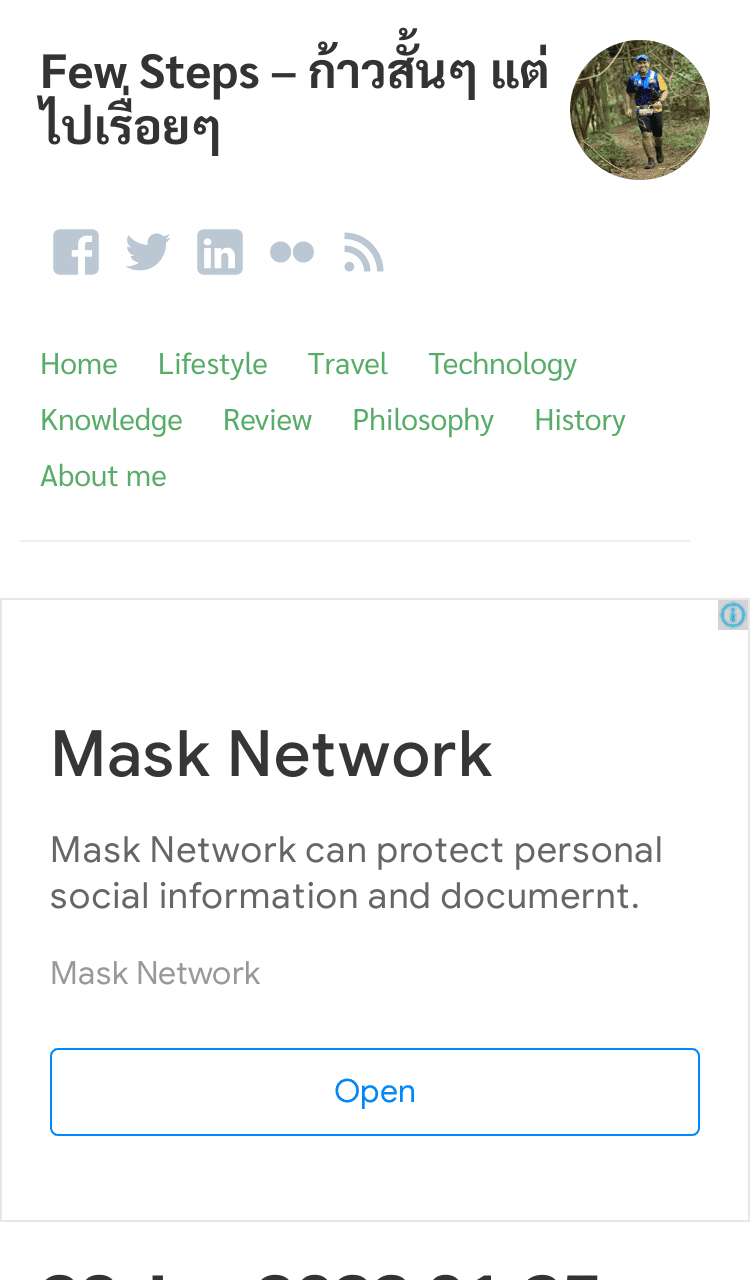 Few Steps – ก้าวสั้นๆ แต่
ไปเรื่อยๆ
Home Lifestyle Travel Technology
Knowledge Review Philosophy History
About me
Mask Network
Mask Network can protect personal
social information and documernt.
Mask Network
Open